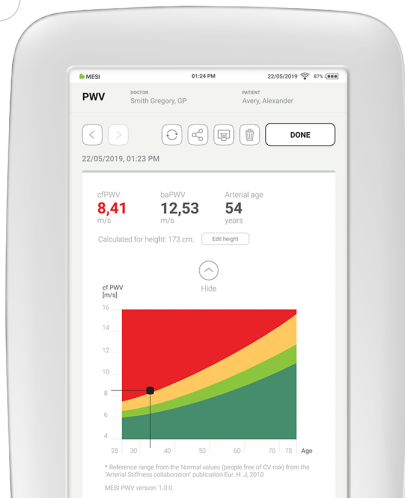 MESI 01:24 PM 22/05/2019 87%
PWV DOCTOR Smith Gregory, GP PATIENT Avery, Alexander
DONE
22/05/2019, 01:23 PM
cfPWV baPWV Arterial age
8,41 12,53 54
m/s m/s years
Calculated for height: 173 cm. Edit height
Hide
cf PWV
[m/s]
16
14
12
10
8
6
4
25 30 40 50 60 70 75 Age
* Reference range from the Normal values (people free of CV risk) from the
"Arterial Stiffness collaboration" publication Eur. H. J, 2010
MESI PWV version: 1.0.0.